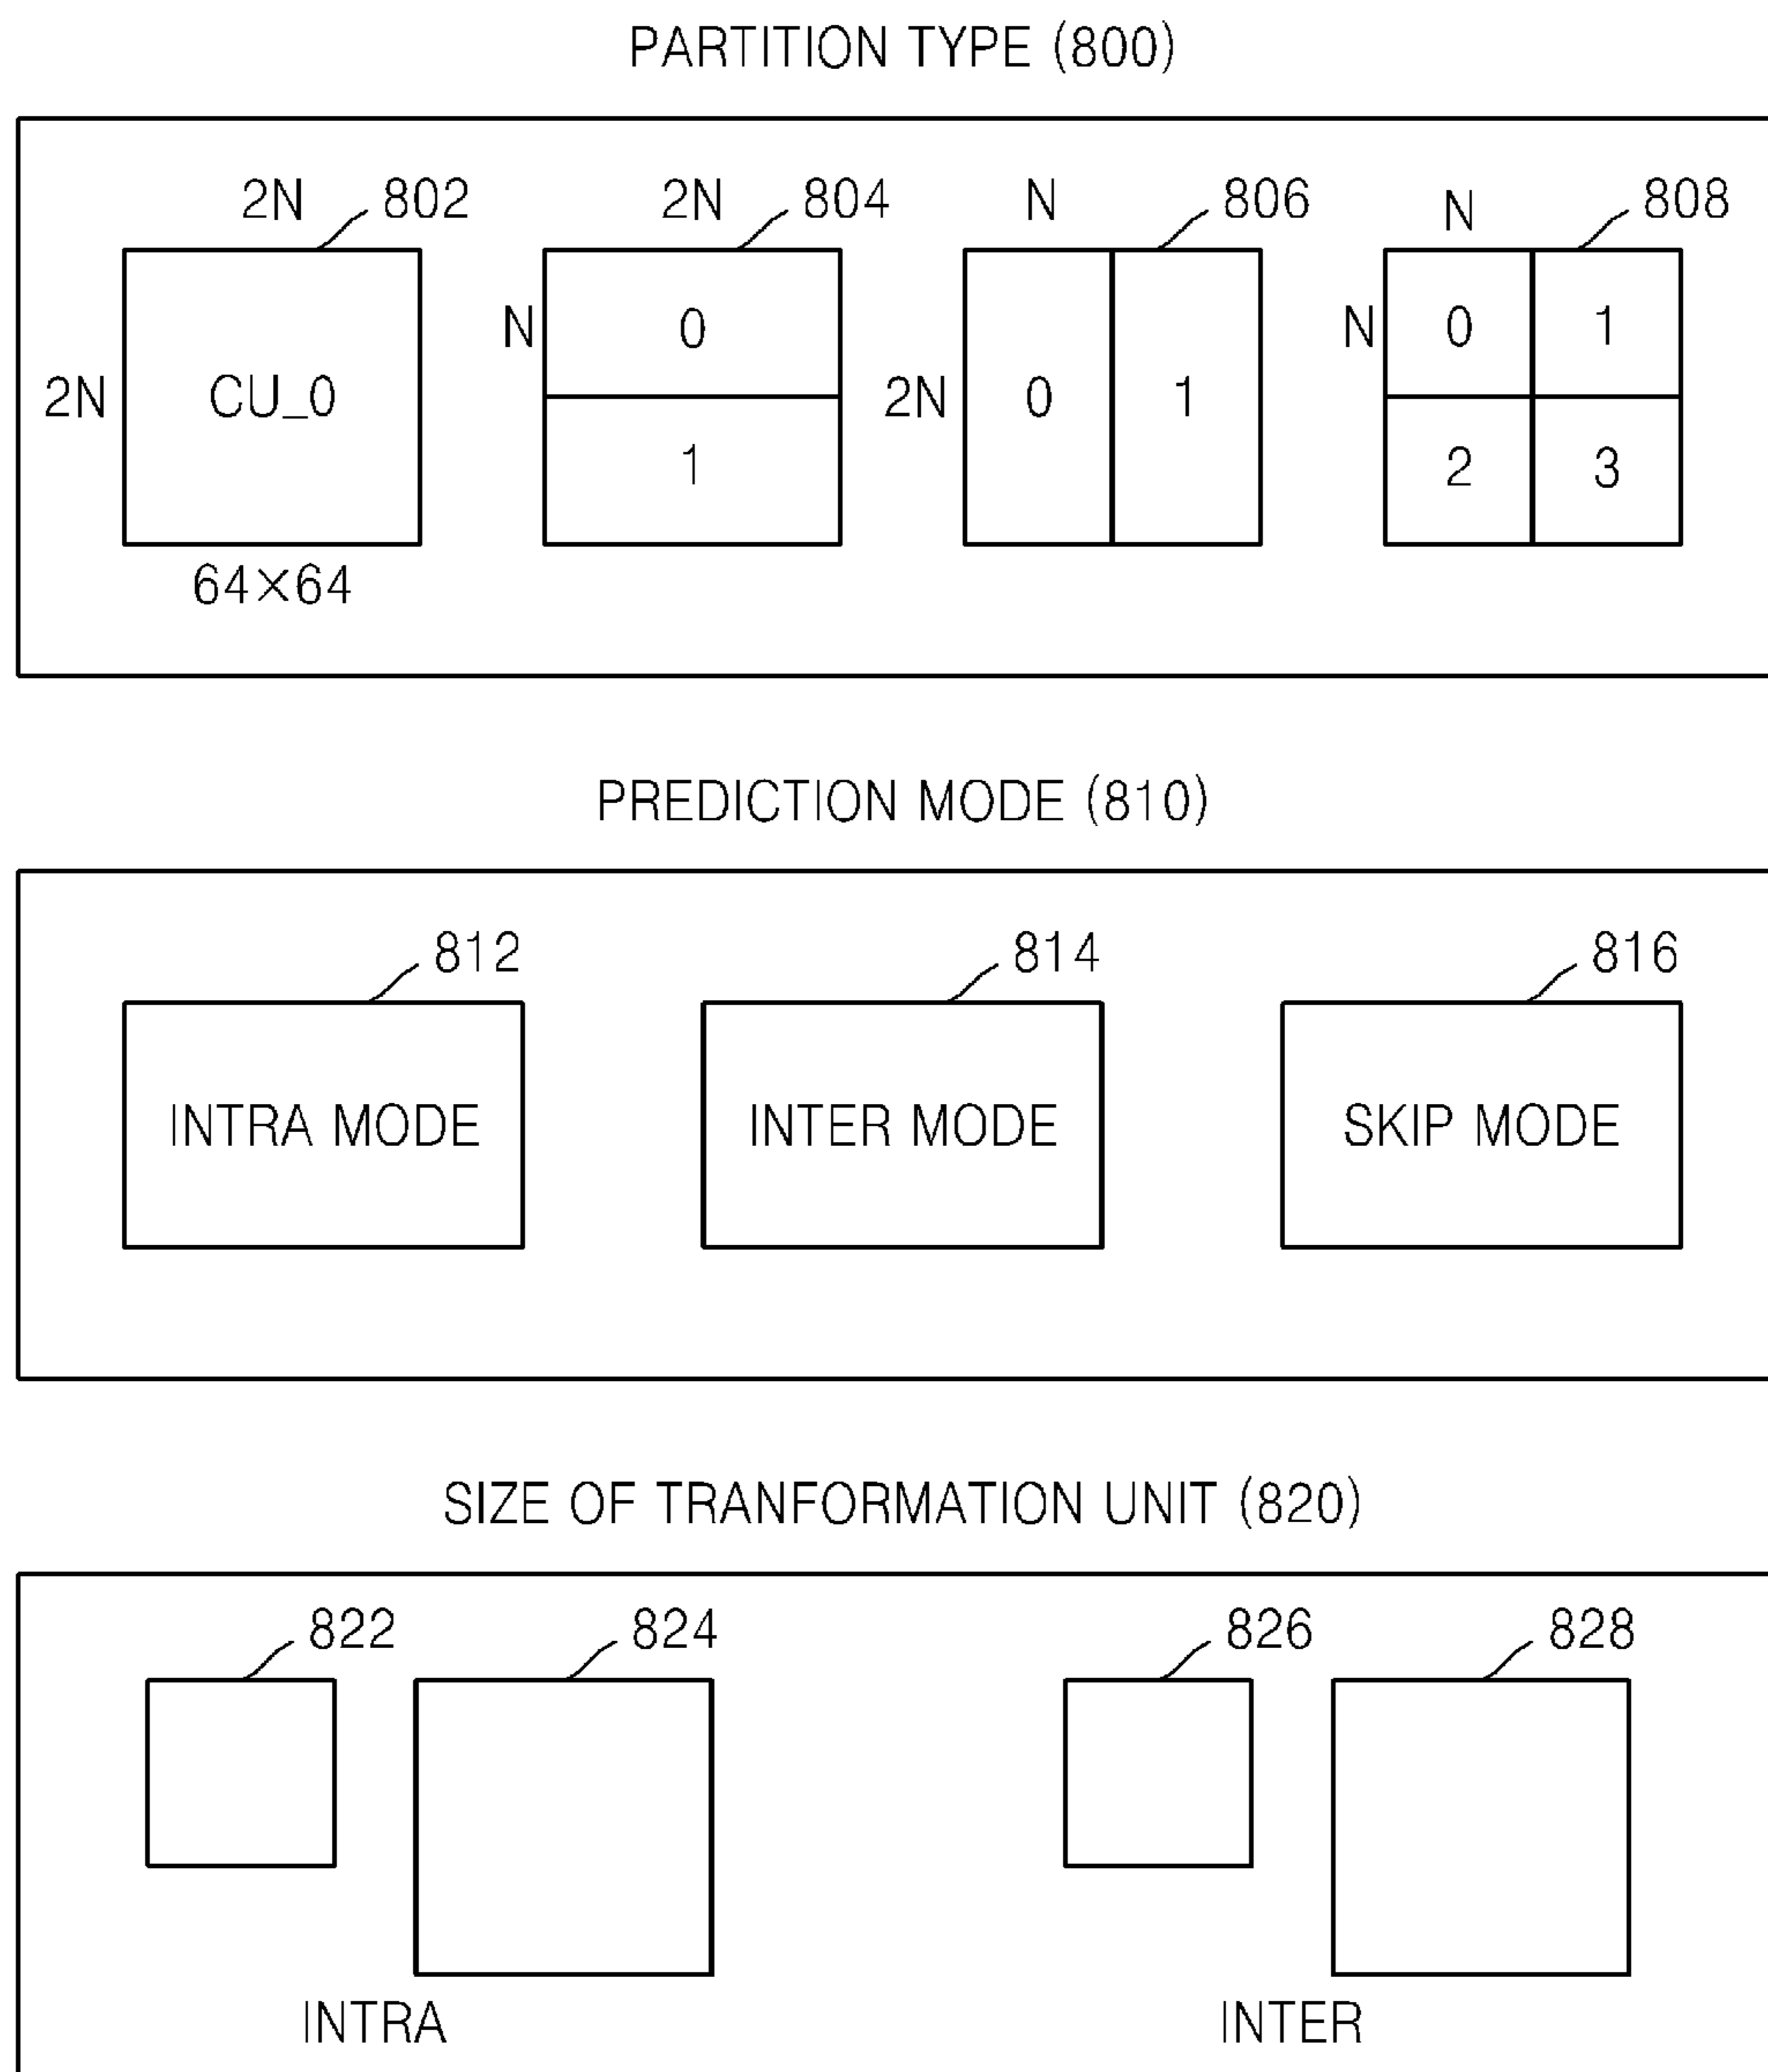 PARTITION TYPE (800)
2N 802 2N 804 N 806 N 808
N 0 N 0 1
2N CU_0 2N 0 1
1 2 3
64×64
PREDICTION MODE (810)
812 814 816
INTRA MODE INTER MODE SKIP MODE
SIZE OF TRANFORMATION UNIT (820)
822 824 826 828
INTRA INTER